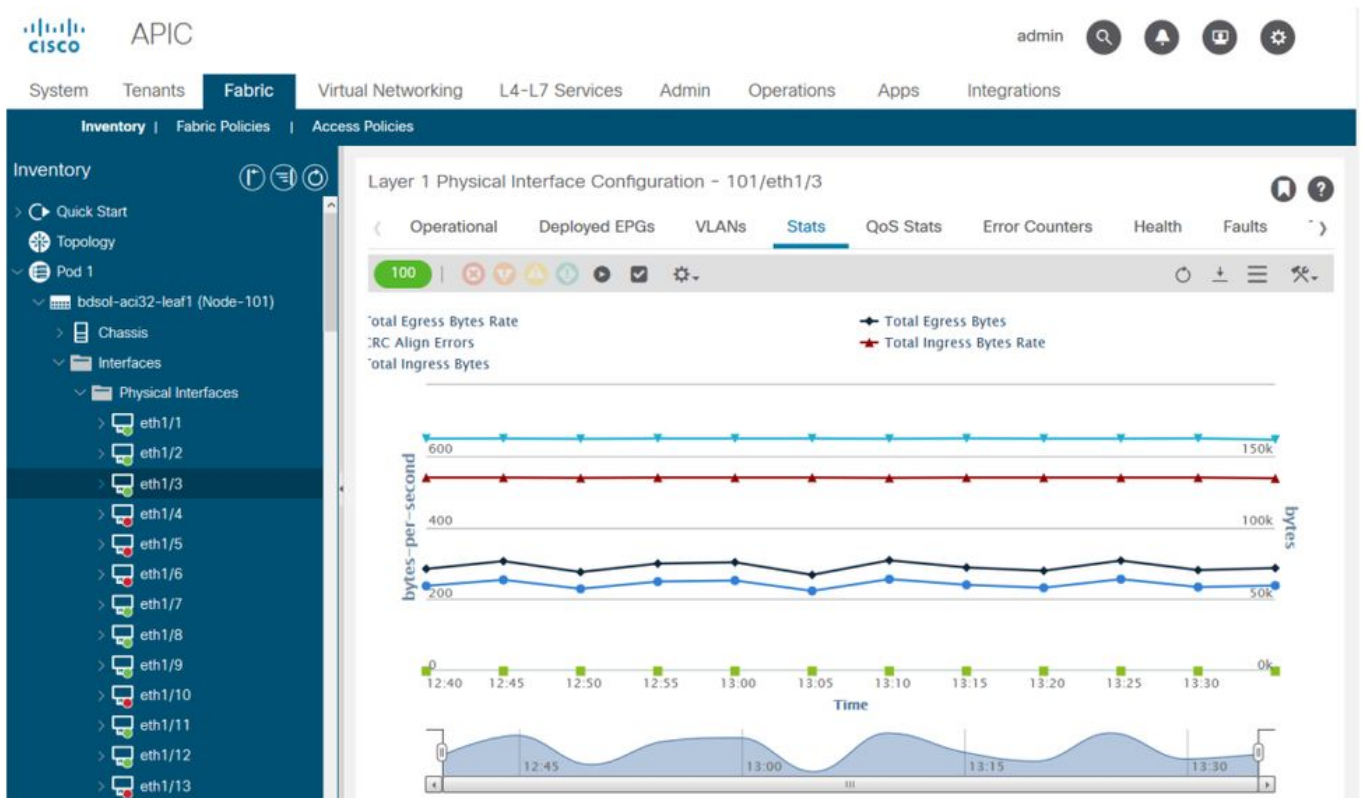 CISCO APIC admin
System Tenants Fabric Virtual Networking L4-L7 Services Admin Operations Apps Integrations
Inventory | Fabric Policies | Access Policies
Inventory
Quick Start
Topology
Pod 1
bdsol-aci32-leaf1 (Node-101)
Chassis
Interfaces
Physical Interfaces
eth1/1
eth1/2
eth1/3
eth1/4
eth1/5
eth1/6
eth1/7
eth1/8
eth1/9
eth1/10
eth1/11
eth1/12
eth1/13
Layer 1 Physical Interface Configuration - 101/eth1/3
Operational Deployed EPGs VLANs Stats QoS Stats Error Counters Health Faults
100
otal Egress Bytes Rate Total Egress Bytes
RC Align Errors Total Ingress Bytes Rate
otal Ingress Bytes
600 150k
400 100k
200 50k
0 0k
bytes-per-second
bytes
12:40 12:45 12:50 12:55 13:00 13:05 13:10 13:15 13:20 13:25 13:30
Time
12:45 13:00 13:15 13:30